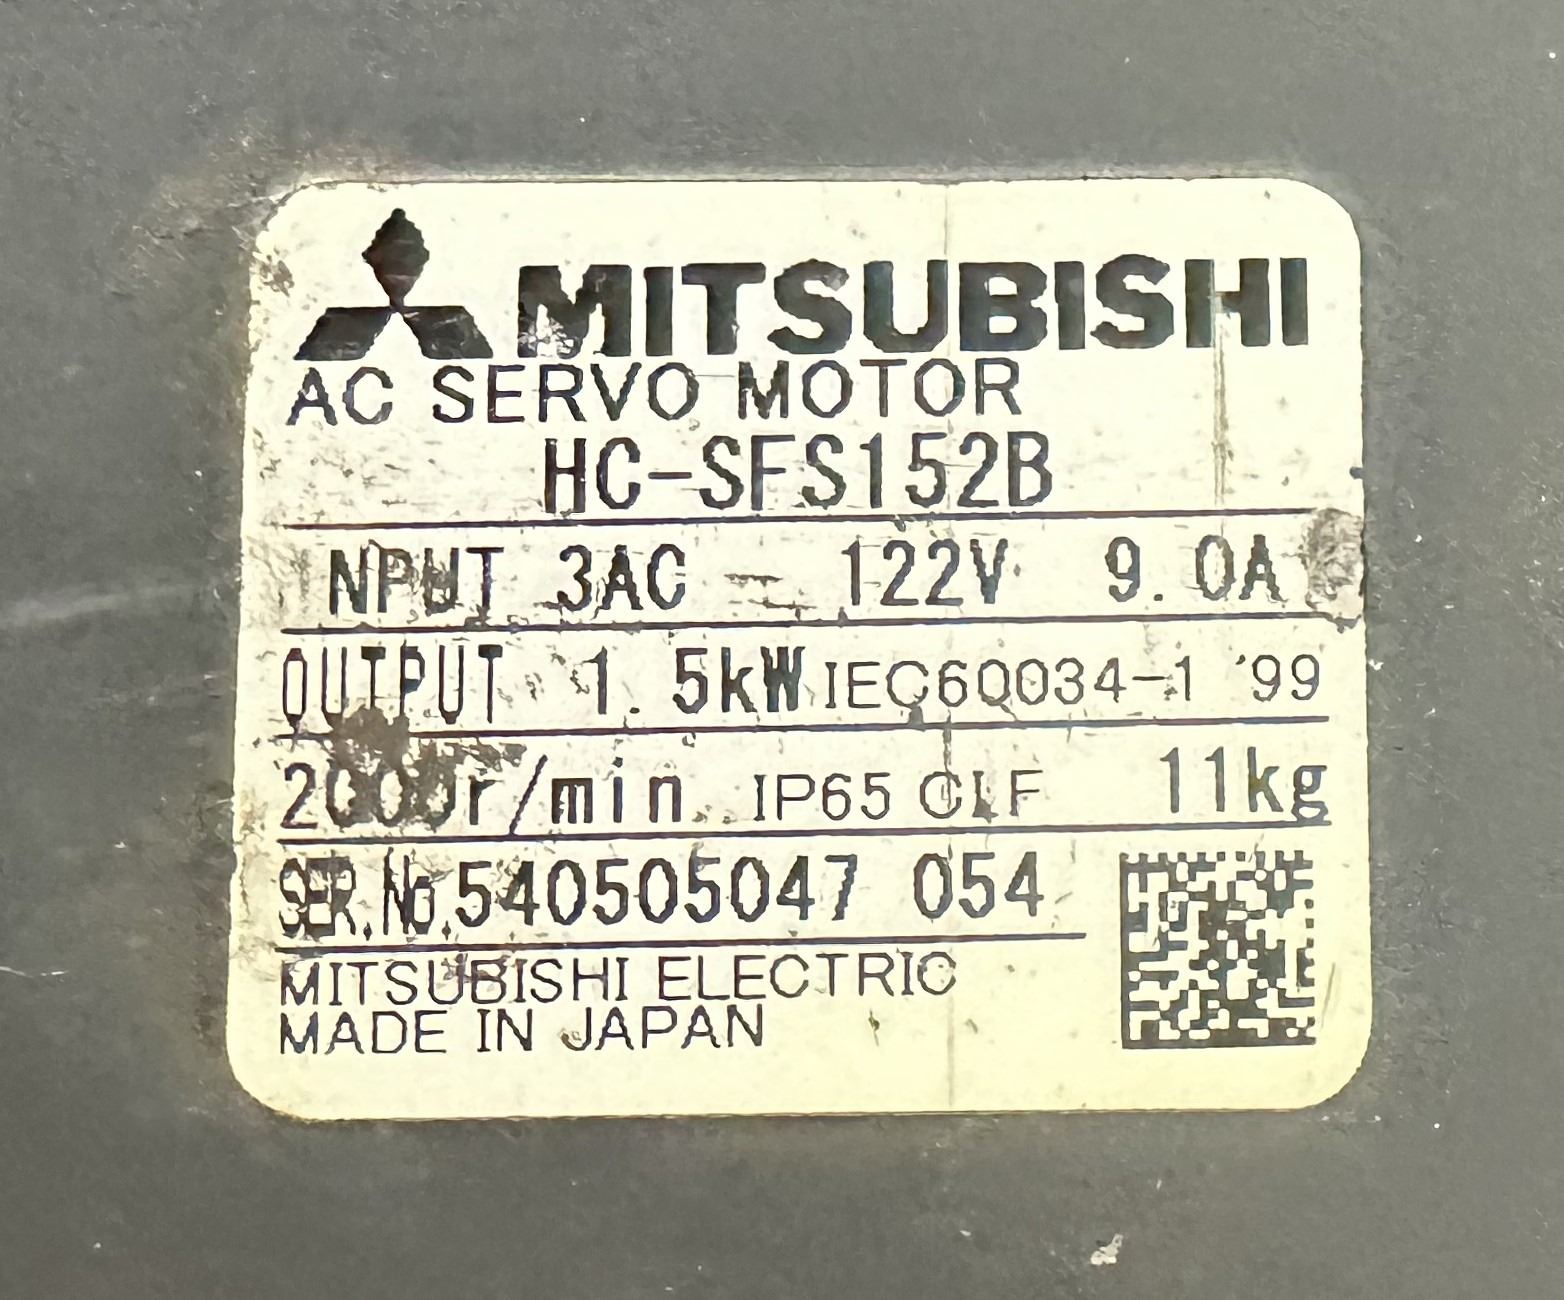 MITSUBISHI
AC SERVO MOTOR
HC-SFS152B
NPUT 3AC 122V 9.0A
OUTPUT 1.5kW IEC60034-1 '99
2000r/min IP65 CLF 11kg
SER.No.540505047 054
MITSUBISHI ELECTRIC
MADE IN JAPAN